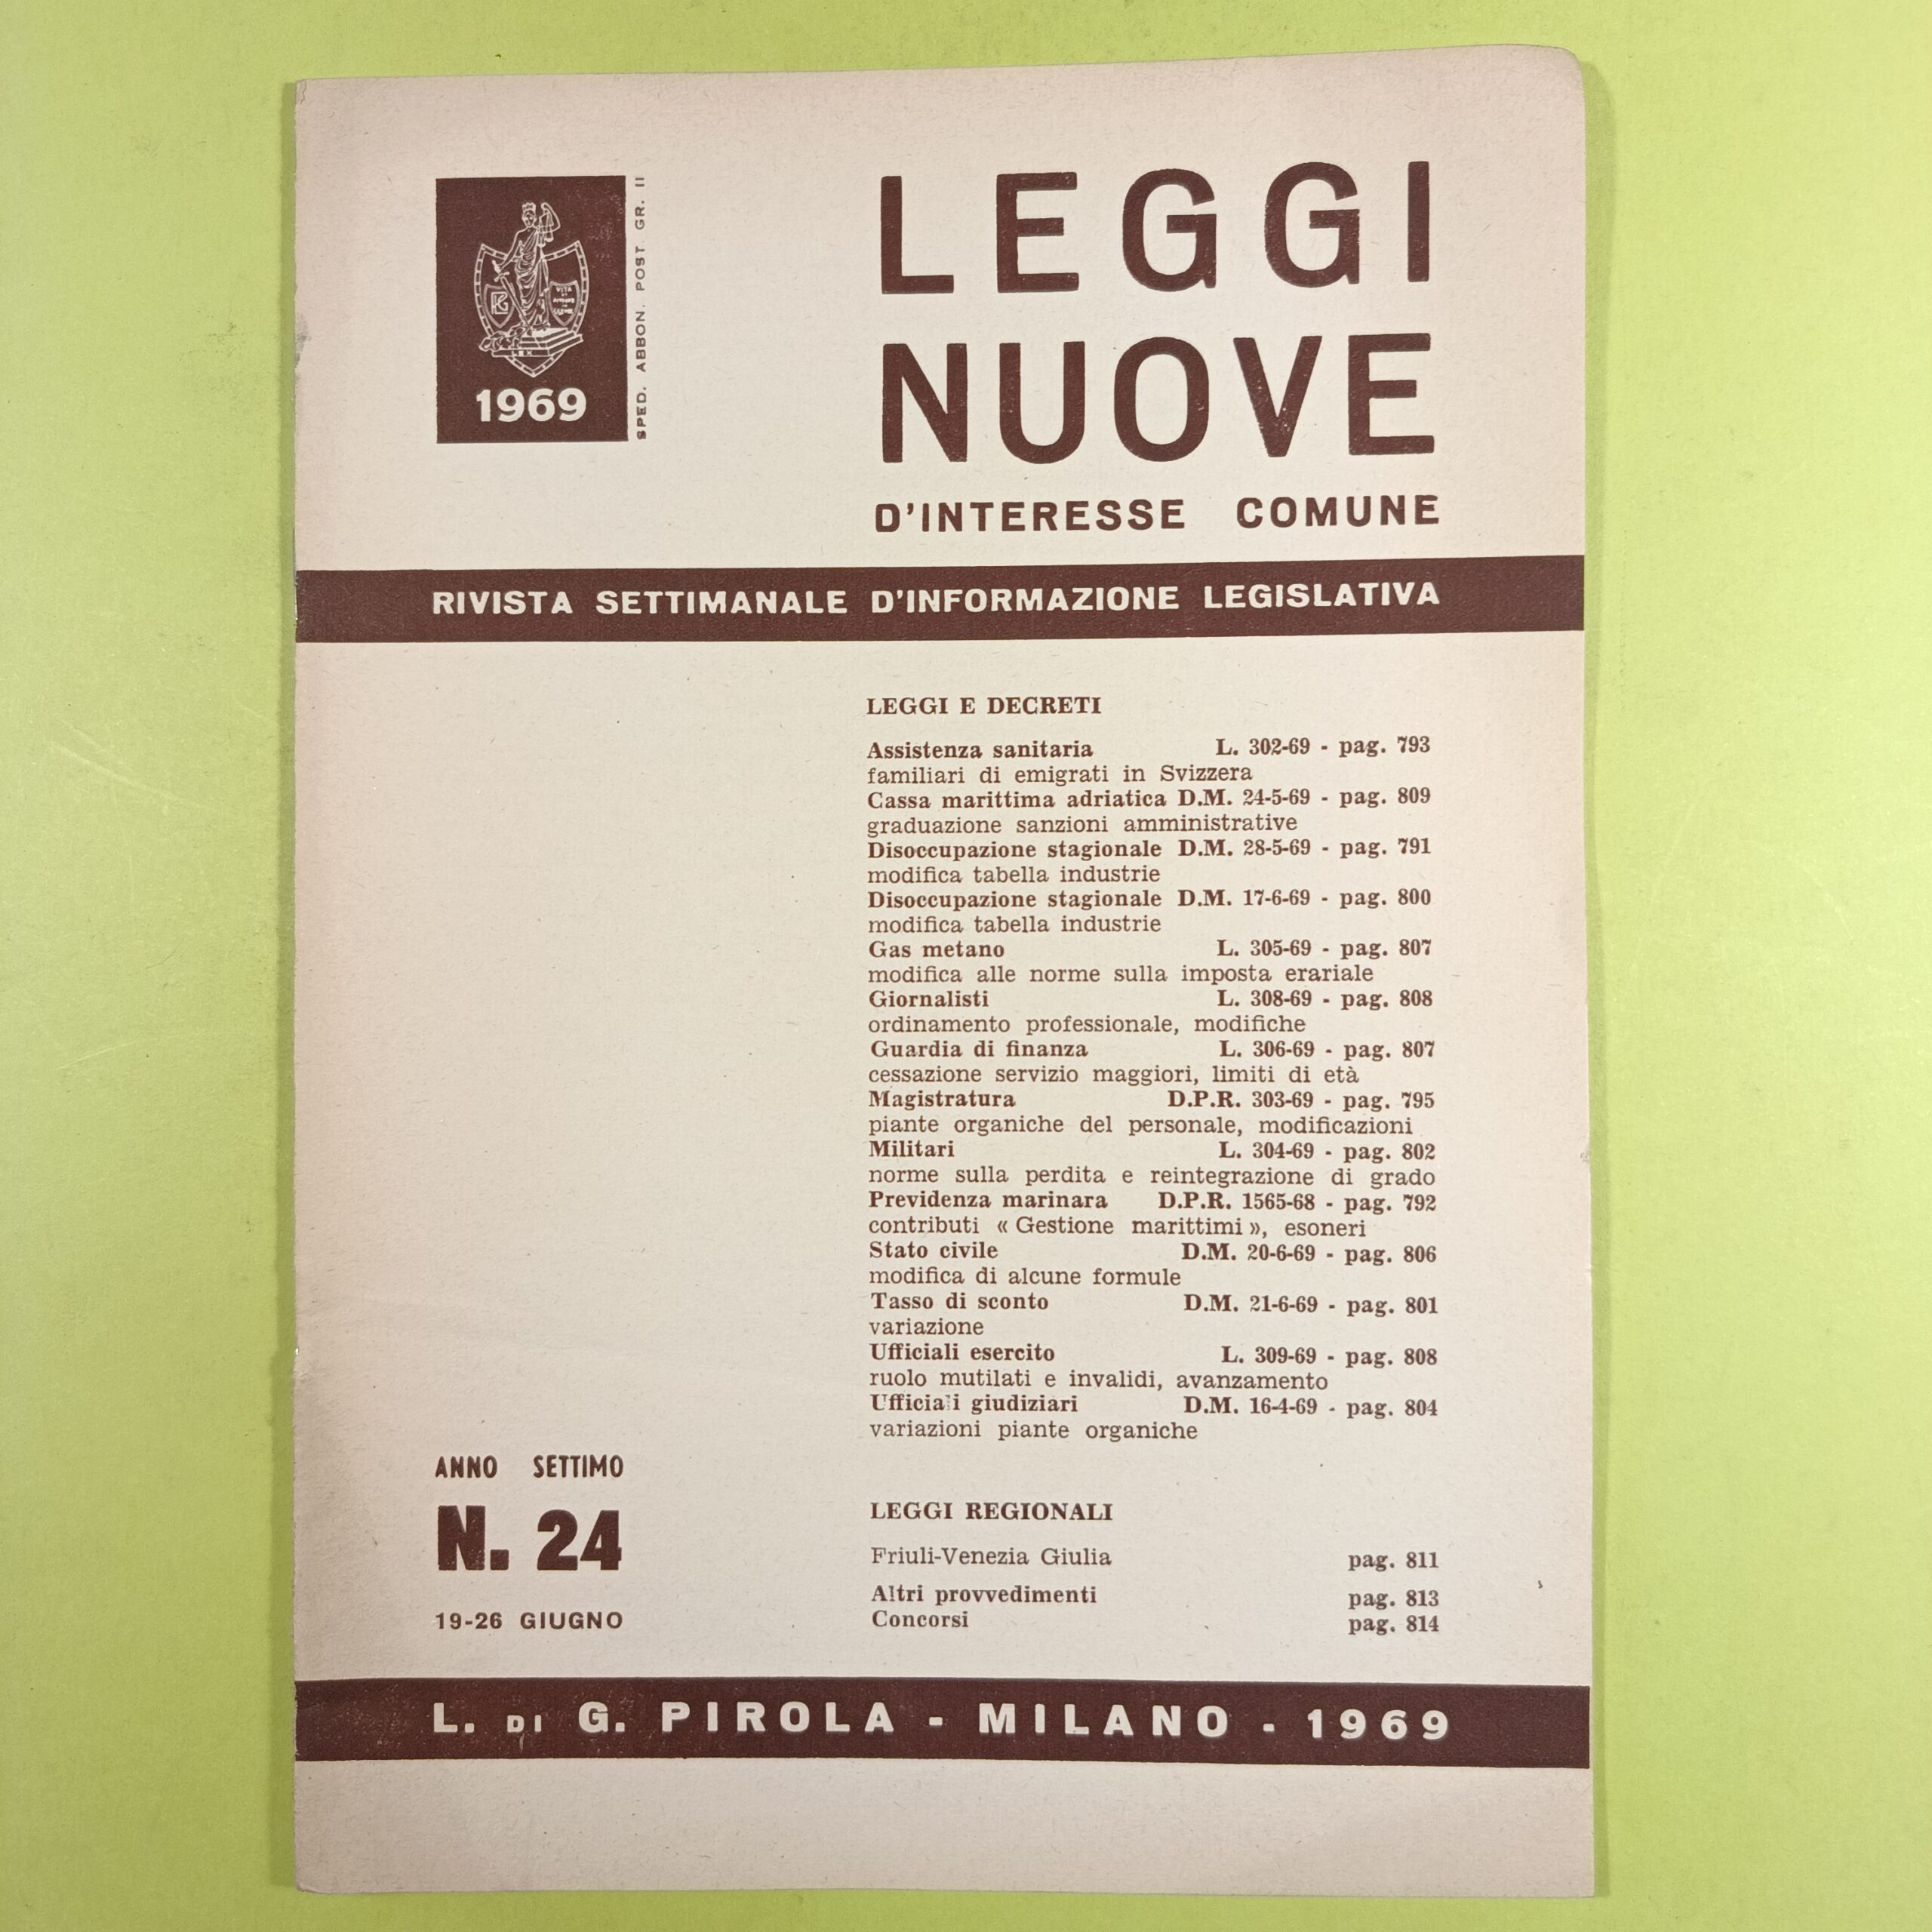 LEGGI
NUOVE
D'INTERESSE COMUNE
1969
SPED. ABBON. POST GR. II
RIVISTA SETTIMANALE D'INFORMAZIONE LEGISLATIVA
LEGGI E DECRETI
Assistenza sanitaria L. 302-69 - pag. 793
familiari di emigrati in Svizzera
Cassa marittima adriatica D.M. 24-5-69 - pag. 809
graduazione sanzioni amministrative
Disoccupazione stagionale D.M. 28-5-69 - pag. 791
modifica tabella industrie
Disoccupazione stagionale D.M. 17-6-69 - pag. 800
modifica tabella industrie
Gas metano L. 305-69 - pag. 807
modifica alle norme sulla imposta erariale
Giornalisti L. 308-69 - pag. 808
ordinamento professionale, modifiche
Guardia di finanza L. 306-69 - pag. 807
cessazione servizio maggiori, limiti di età
Magistratura D.P.R. 303-69 - pag. 795
piante organiche del personale, modificazioni
Militari L. 304-69 - pag. 802
norme sulla perdita e reintegrazione di grado
Previdenza marinara D.P.R. 1565-68 - pag. 792
contributi « Gestione marittimi », esoneri
Stato civile D.M. 20-6-69 - pag. 806
modifica di alcune formule
Tasso di sconto D.M. 21-6-69 - pag. 801
variazione
Ufficiali esercito L. 309-69 - pag. 808
ruolo mutilati e invalidi, avanzamento
Ufficiali giudiziari D.M. 16-4-69 - pag. 804
variazioni piante organiche
LEGGI REGIONALI
Friuli-Venezia Giulia pag. 811
Altri provvedimenti pag. 813
Concorsi pag. 814
ANNO SETTIMO
N. 24
19-26 GIUGNO
L. DI G. PIROLA - MILANO - 1969